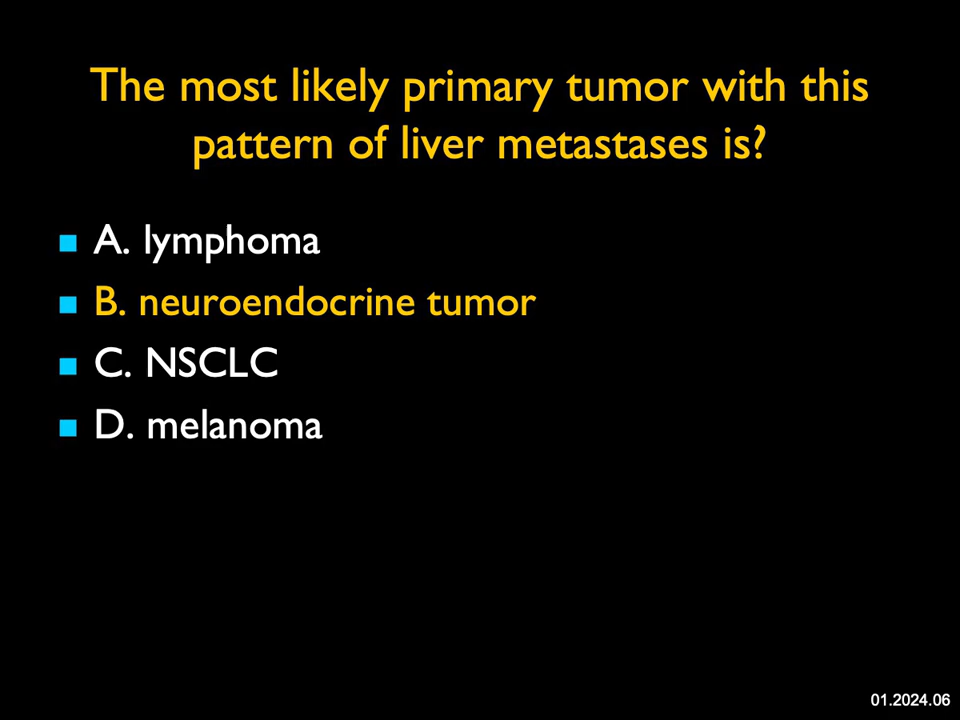 The most likely primary tumor with this
pattern of liver metastases is?
A. lymphoma
B. neuroendocrine tumor
C. NSCLC
D. melanoma
01.2024.06